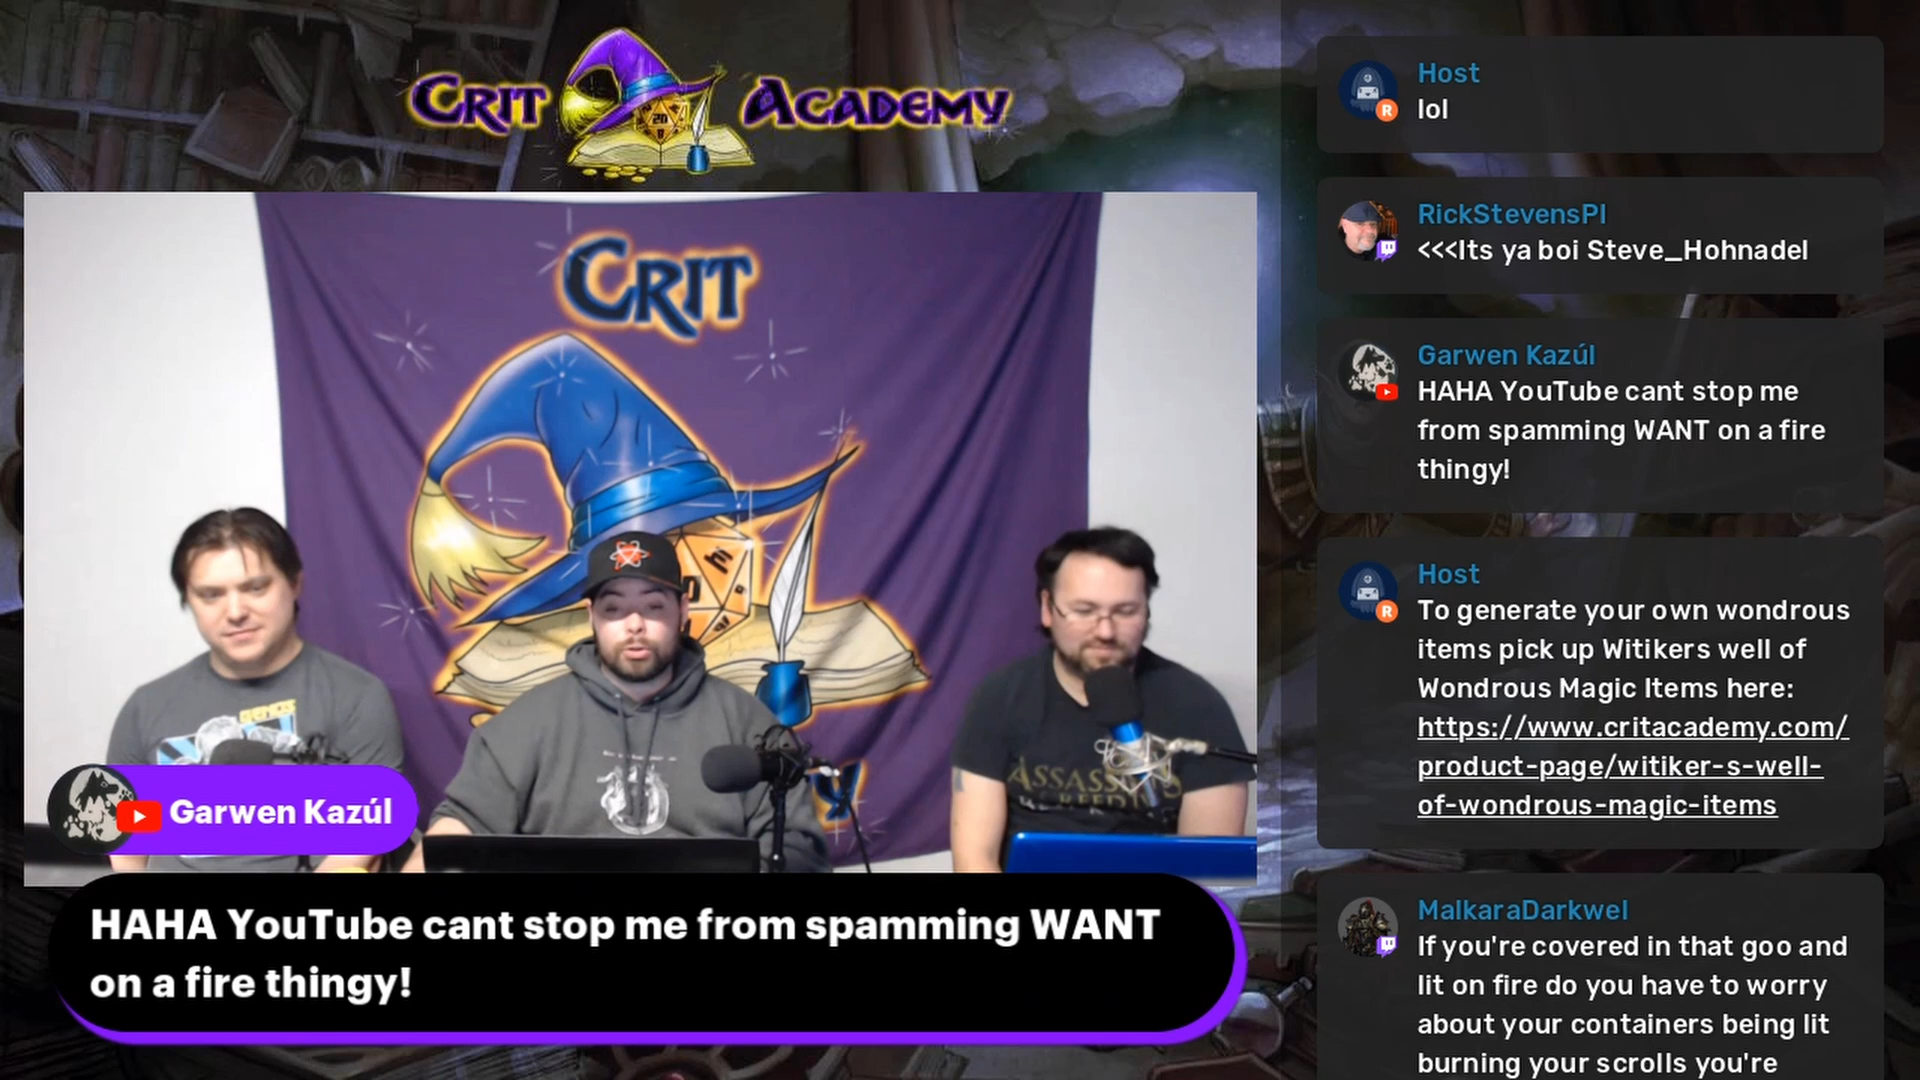 CRIT ACADEMY
CRIT
Y
ASSASSIN'S
Garwen Kazúl
HAHA YouTube cant stop me from spamming WANT
on a fire thingy!
Host
lol
RickStevensPI
<<<Its ya boi Steve_Hohnadel
Garwen Kazúl
HAHA YouTube cant stop me
from spamming WANT on a fire
thingy!
Host
To generate your own wondrous
items pick up Witikers well of
Wondrous Magic Items here:
https://www.critacademy.com/
product-page/witiker-s-well-
of-wondrous-magic-items
MalkaraDarkwel
If you're covered in that goo and
lit on fire do you have to worry
about your containers being lit
burning your scrolls you're